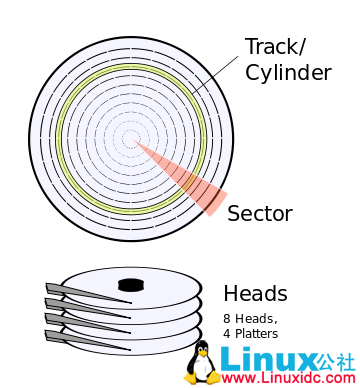 Track/
Cylinder
Sector
Heads
8 Heads,
4 Platters
Linux公社
www.Linuxidc.com